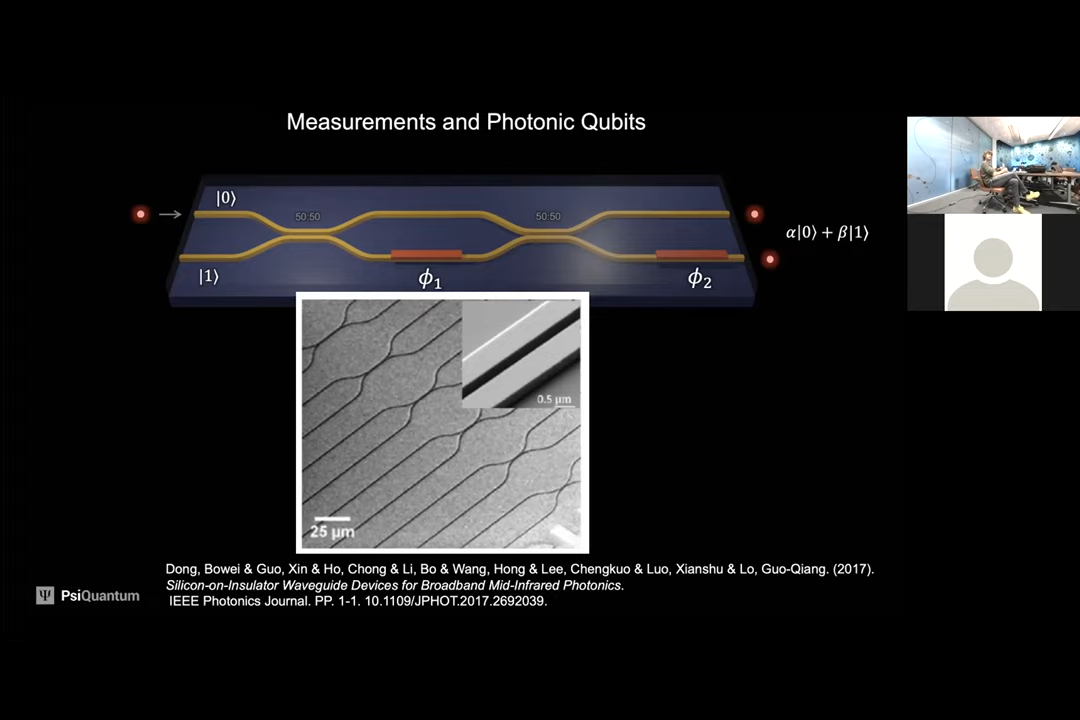 Measurements and Photonic Qubits
|0⟩
50:50
50:50
α|0⟩ + β|1⟩
|1⟩
ϕ₁
ϕ₂
0.5 μm
25 μm
Dong, Bowei & Guo, Xin & Ho, Chong & Li, Bo & Wang, Hong & Lee, Chengkuo & Luo, Xianshu & Lo, Guo-Qiang. (2017).
Silicon-on-Insulator Waveguide Devices for Broadband Mid-Infrared Photonics.
IEEE Photonics Journal. PP. 1-1. 10.1109/JPHOT.2017.2692039.
Ψ PsiQuantum